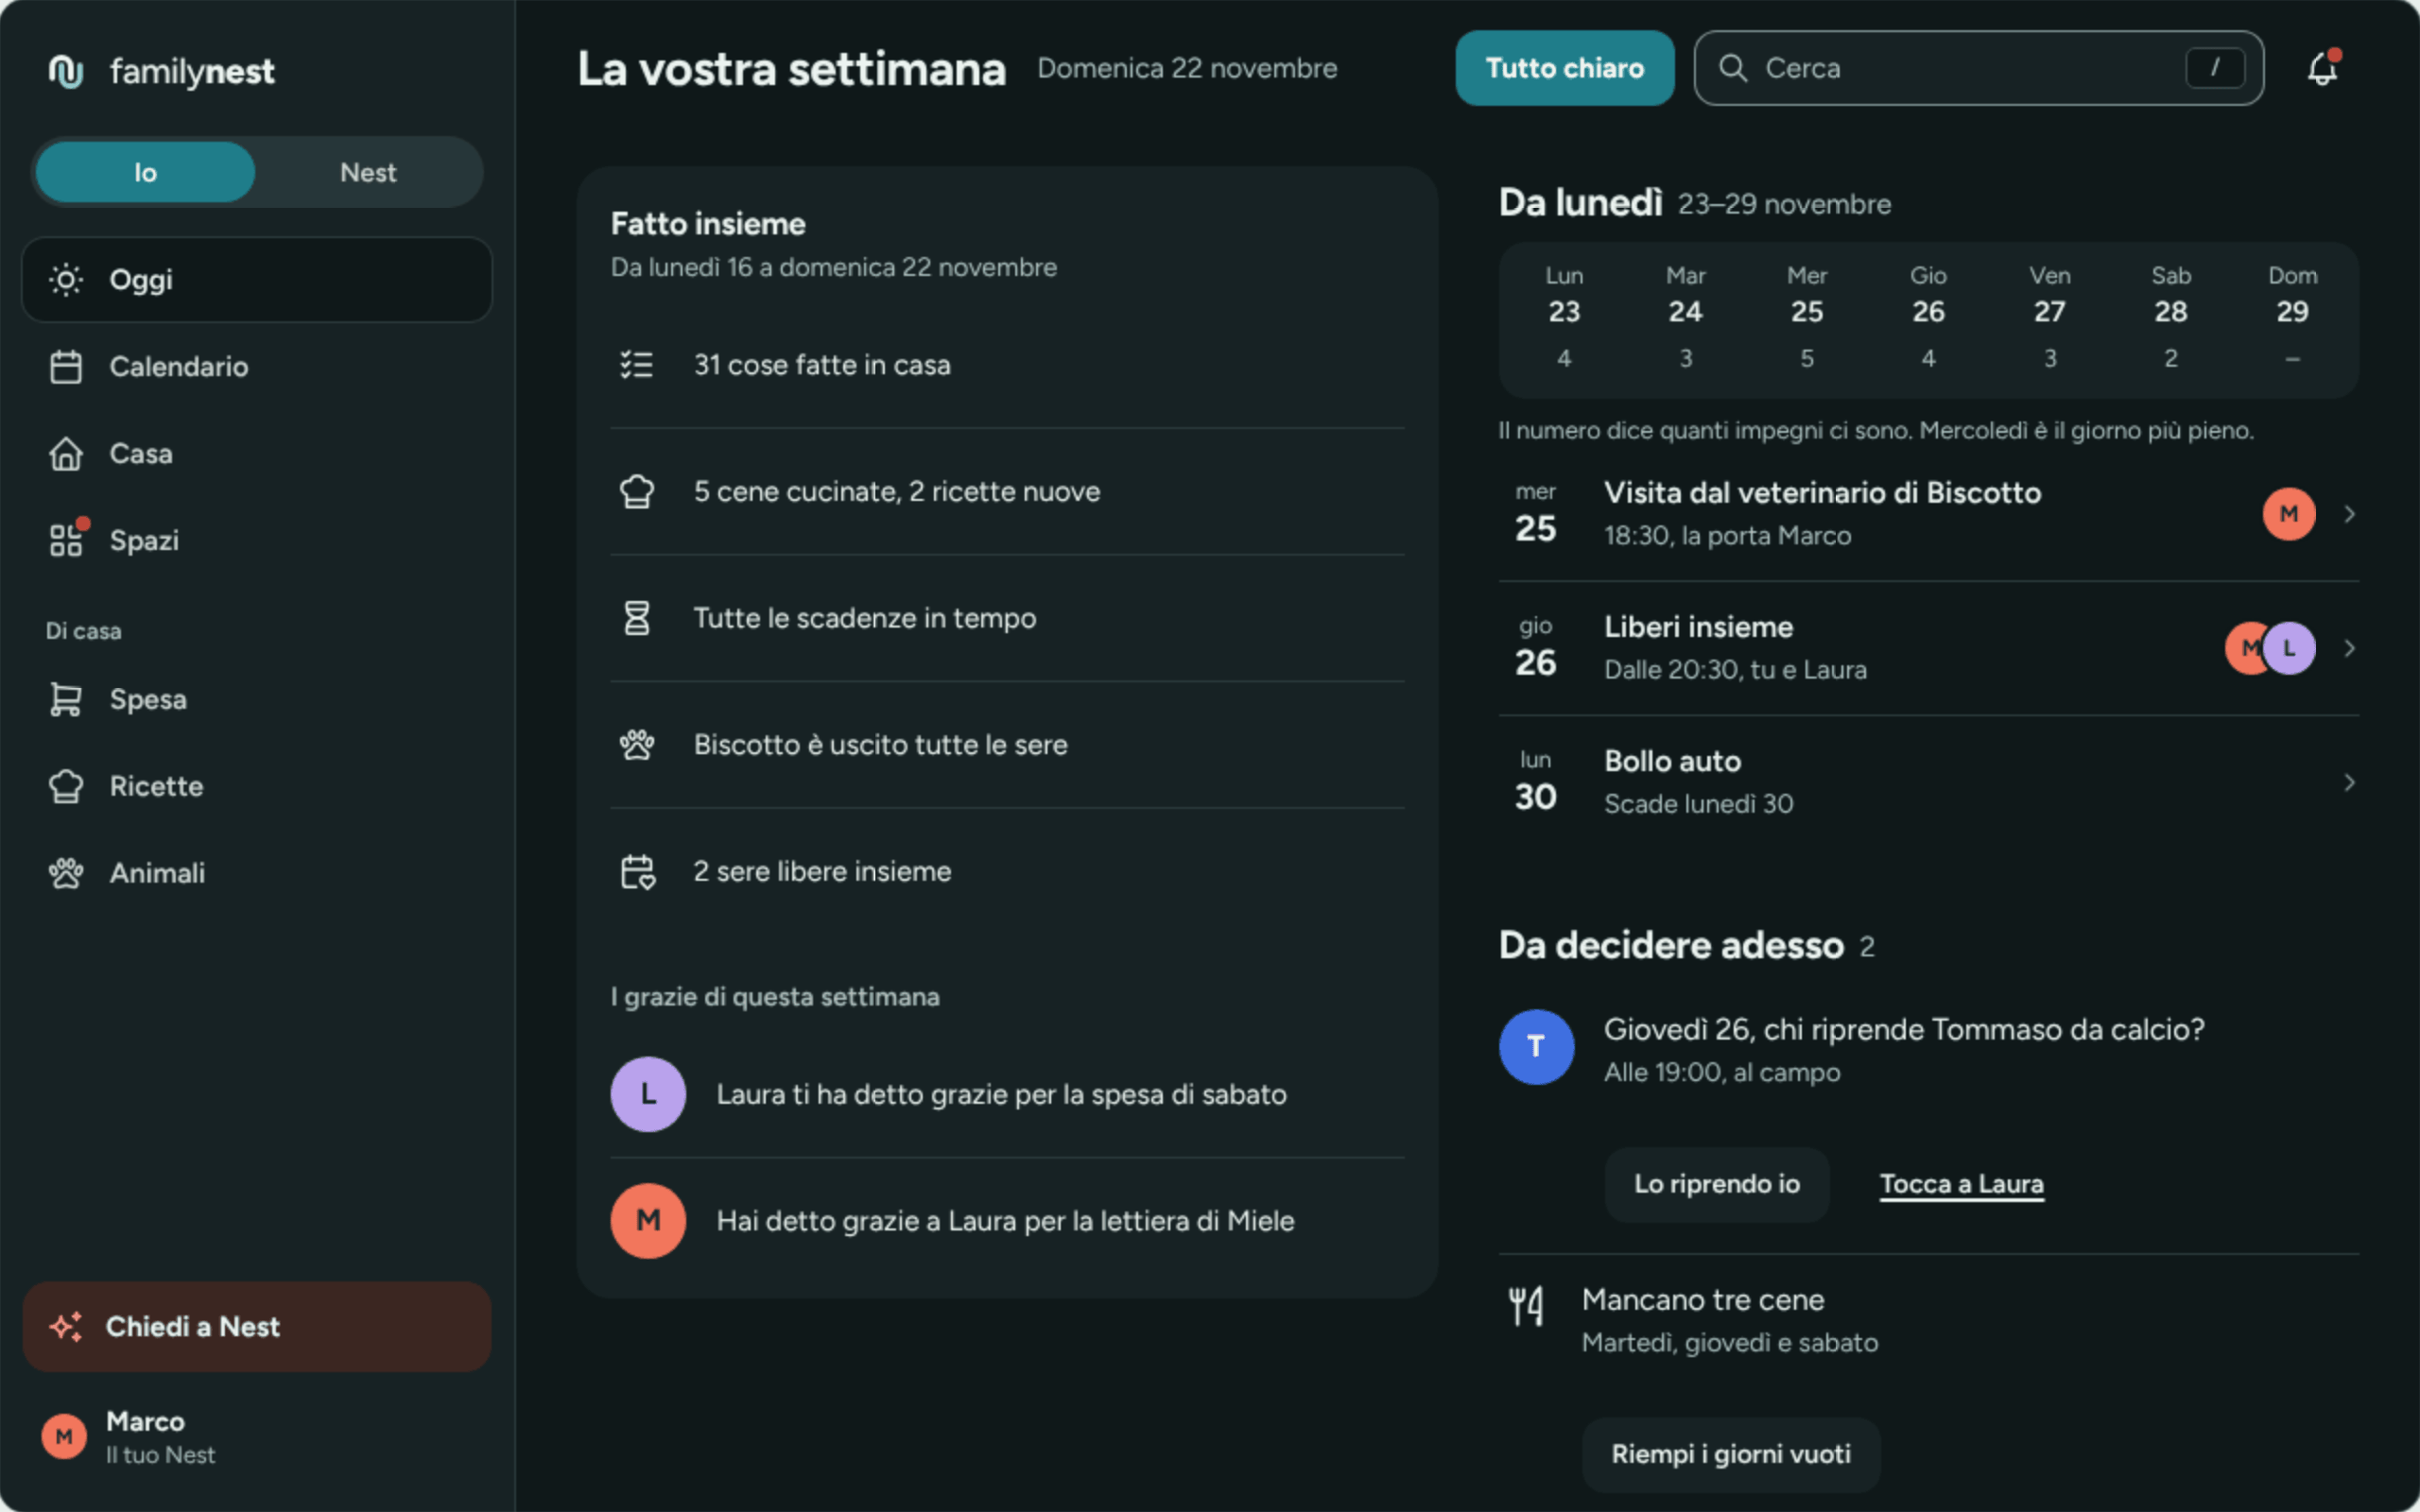 familynest
Io
Nest
Oggi
Calendario
Casa
Spazi
Di casa
Spesa
Ricette
Animali
Chiedi a Nest
M
Marco
Il tuo Nest
La vostra settimana
Domenica 22 novembre
Tutto chiaro
Cerca
/
Fatto insieme
Da lunedì 16 a domenica 22 novembre
31 cose fatte in casa
5 cene cucinate, 2 ricette nuove
Tutte le scadenze in tempo
Biscotto è uscito tutte le sere
2 sere libere insieme
I grazie di questa settimana
L
Laura ti ha detto grazie per la spesa di sabato
M
Hai detto grazie a Laura per la lettiera di Miele
Da lunedì 23–29 novembre
Lun Mar Mer Gio Ven Sab Dom
23 24 25 26 27 28 29
4 3 5 4 3 2 –
Il numero dice quanti impegni ci sono. Mercoledì è il giorno più pieno.
mer
25
Visita dal veterinario di Biscotto
18:30, la porta Marco
M
gio
26
Liberi insieme
Dalle 20:30, tu e Laura
M L
lun
30
Bollo auto
Scade lunedì 30
Da decidere adesso 2
T
Giovedì 26, chi riprende Tommaso da calcio?
Alle 19:00, al campo
Lo riprendo io
Tocca a Laura
Mancano tre cene
Martedì, giovedì e sabato
Riempi i giorni vuoti